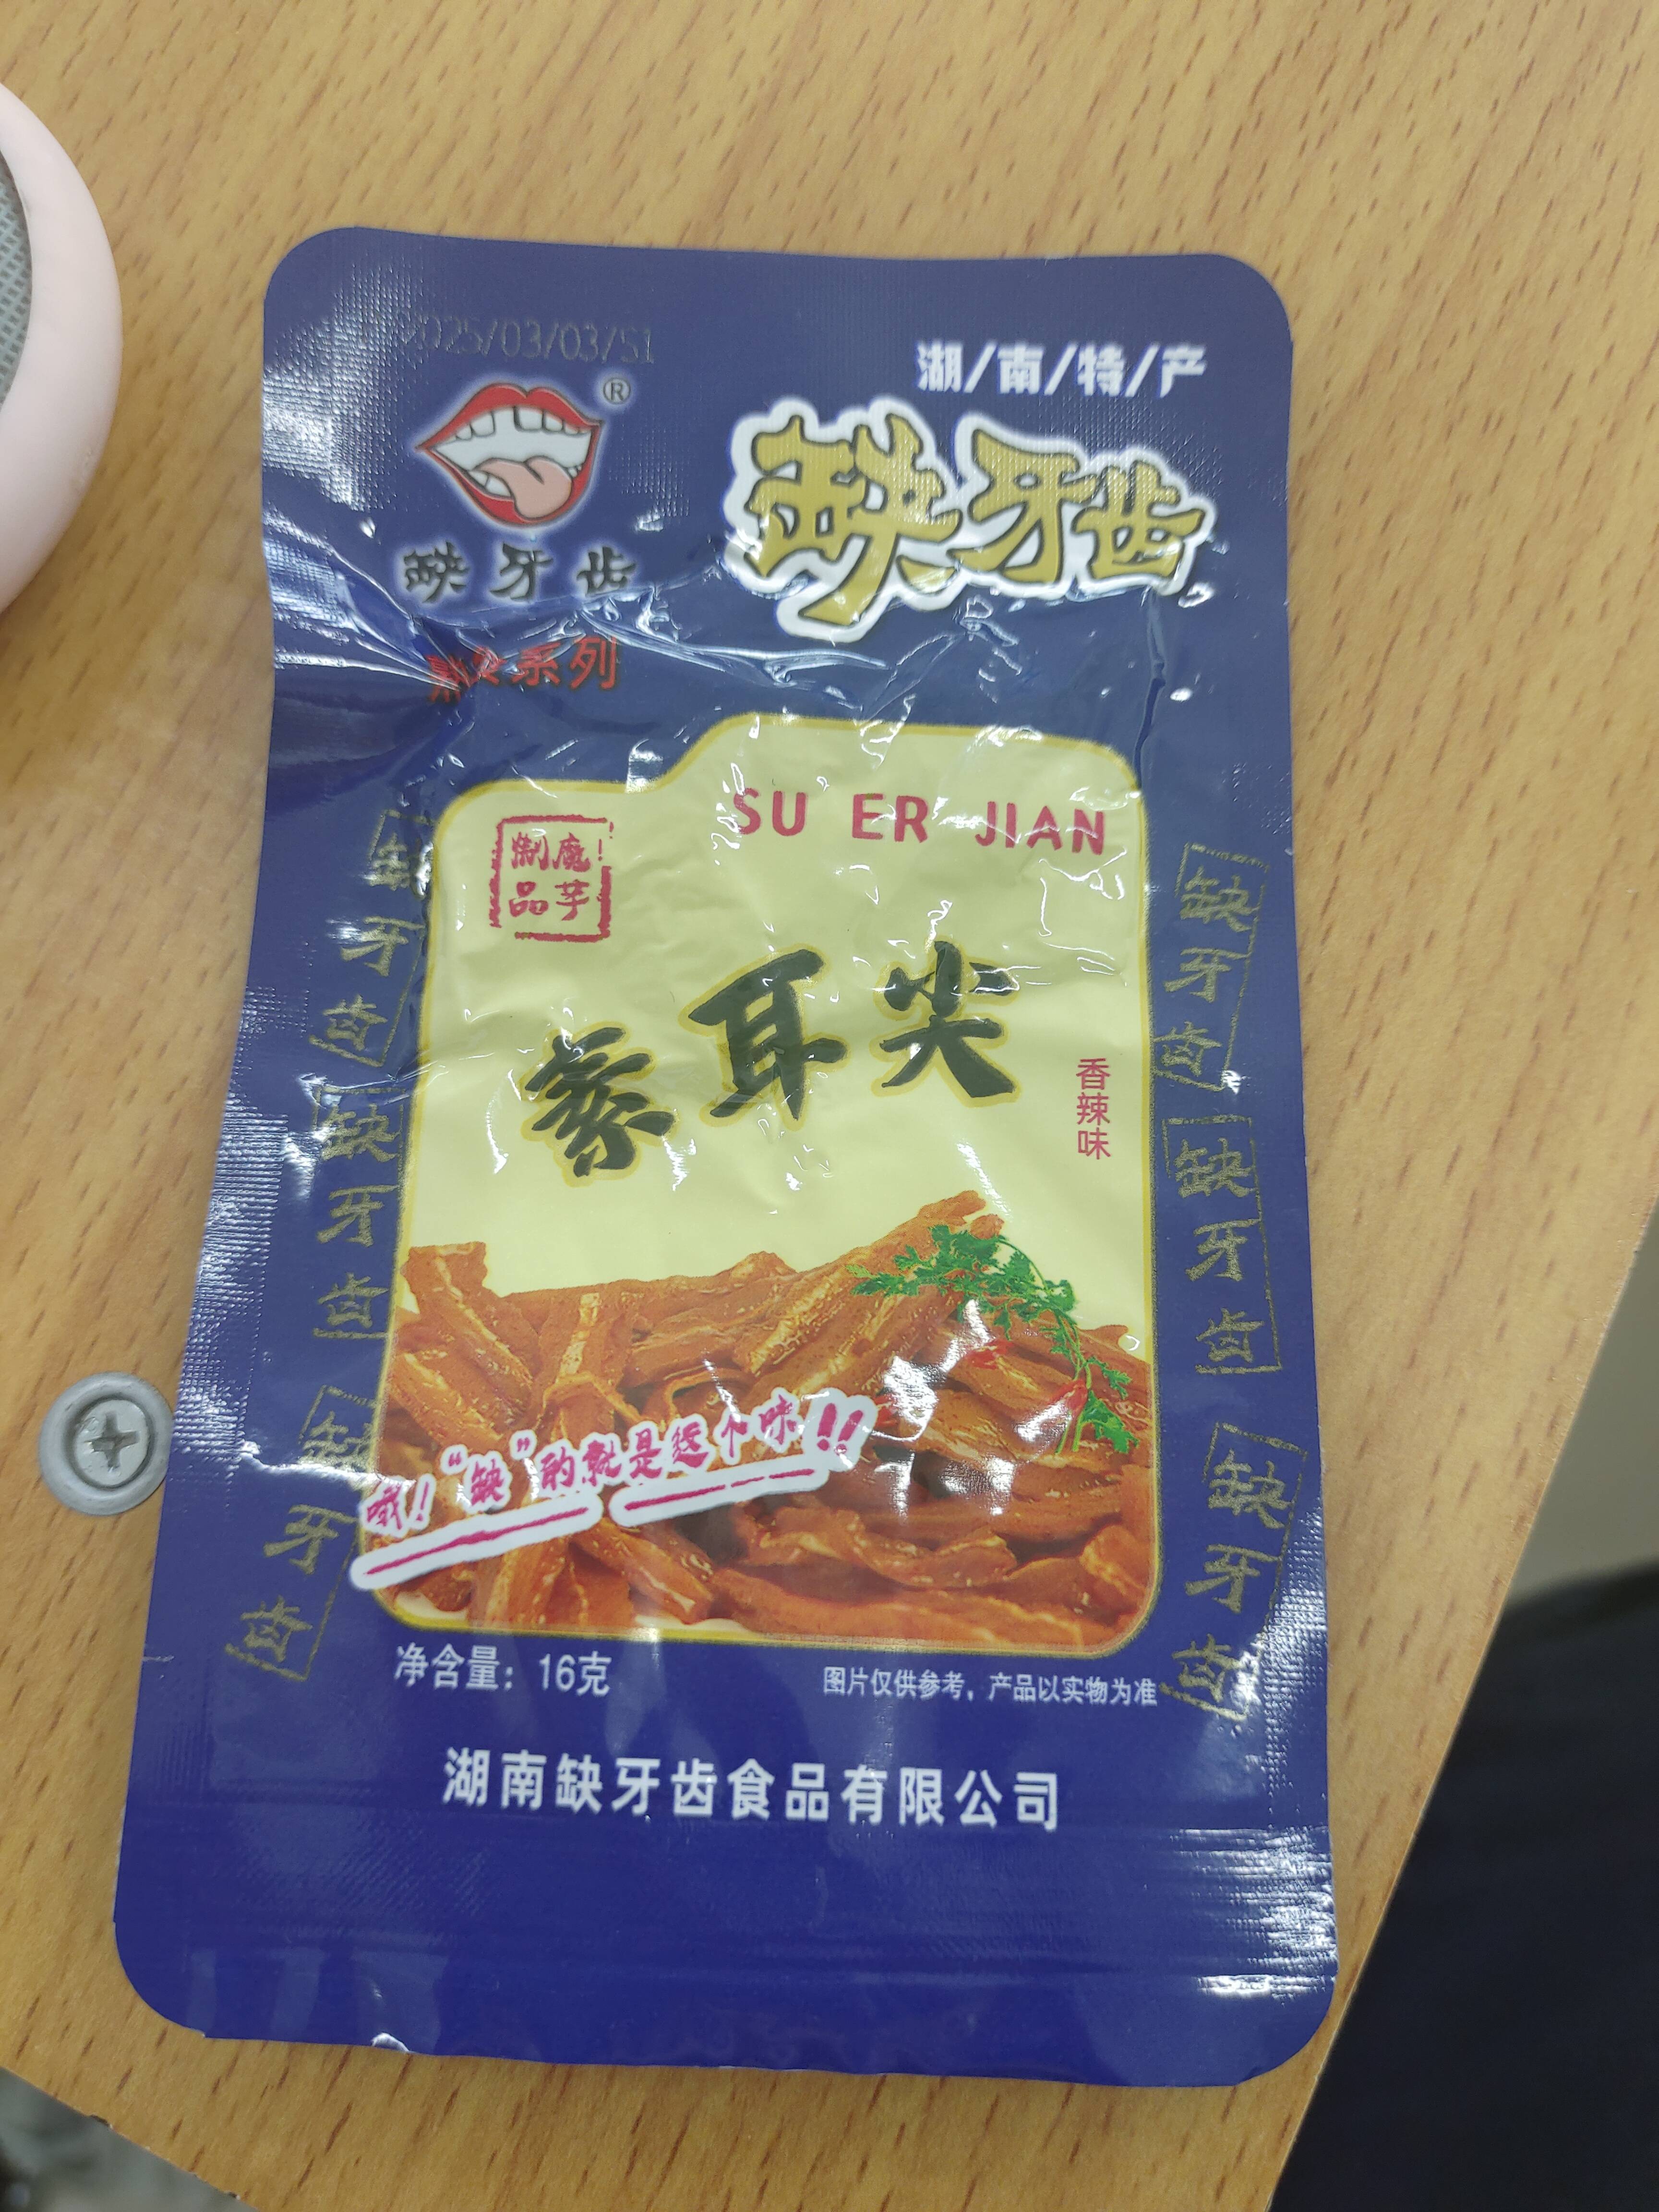 2025/03/03/S1
湖/南/特/产
®
缺牙齿
缺牙齿
系列
SU ER JIAN
魔芋
制品
素耳尖
香辣味
哦！“缺”的就是这个味!!
缺牙齿
缺牙齿
缺牙齿
缺牙齿
缺牙齿
缺牙齿
净含量：16克
图片仅供参考，产品以实物为准
湖南缺牙齿食品有限公司